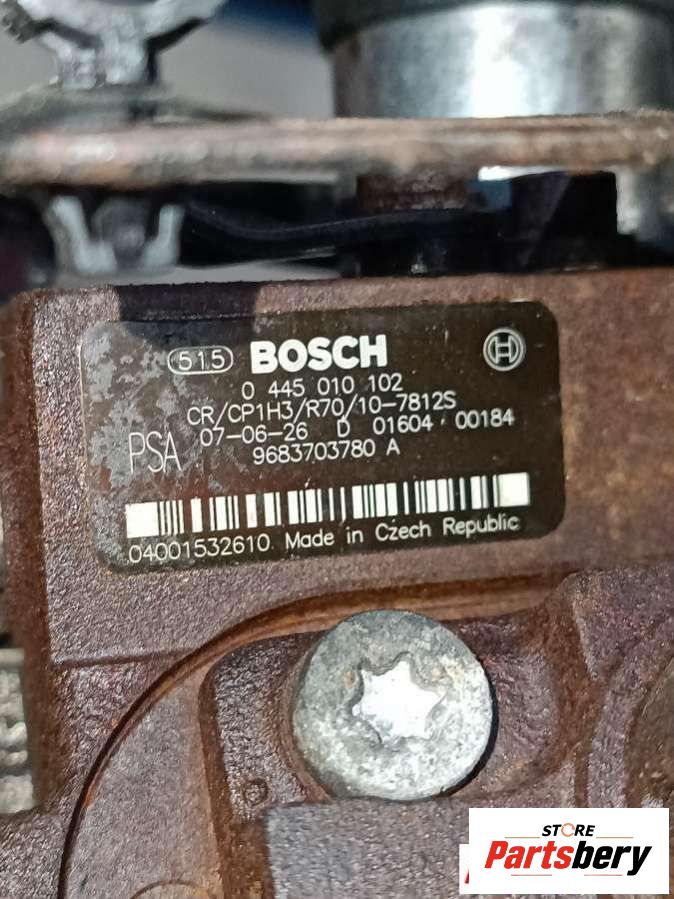 515 BOSCH
0 445 010 102
CR/CP1H3/R70/10-7812S
PSA 07-06-26 D 01604 00184
9683703780 A
04001532610 Made in Czech Republic
STORE
Partsbery